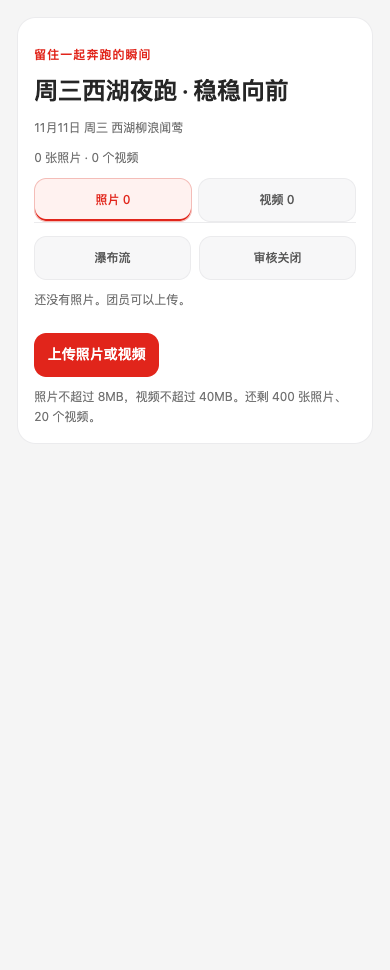 留住一起奔跑的瞬间
周三西湖夜跑 · 稳稳向前
11月11日 周三 西湖柳浪闻莺
0 张照片 · 0 个视频
照片 0
视频 0
瀑布流
审核关闭
还没有照片。团员可以上传。
上传照片或视频
照片不超过 8MB，视频不超过 40MB。还剩 400 张照片、
20 个视频。